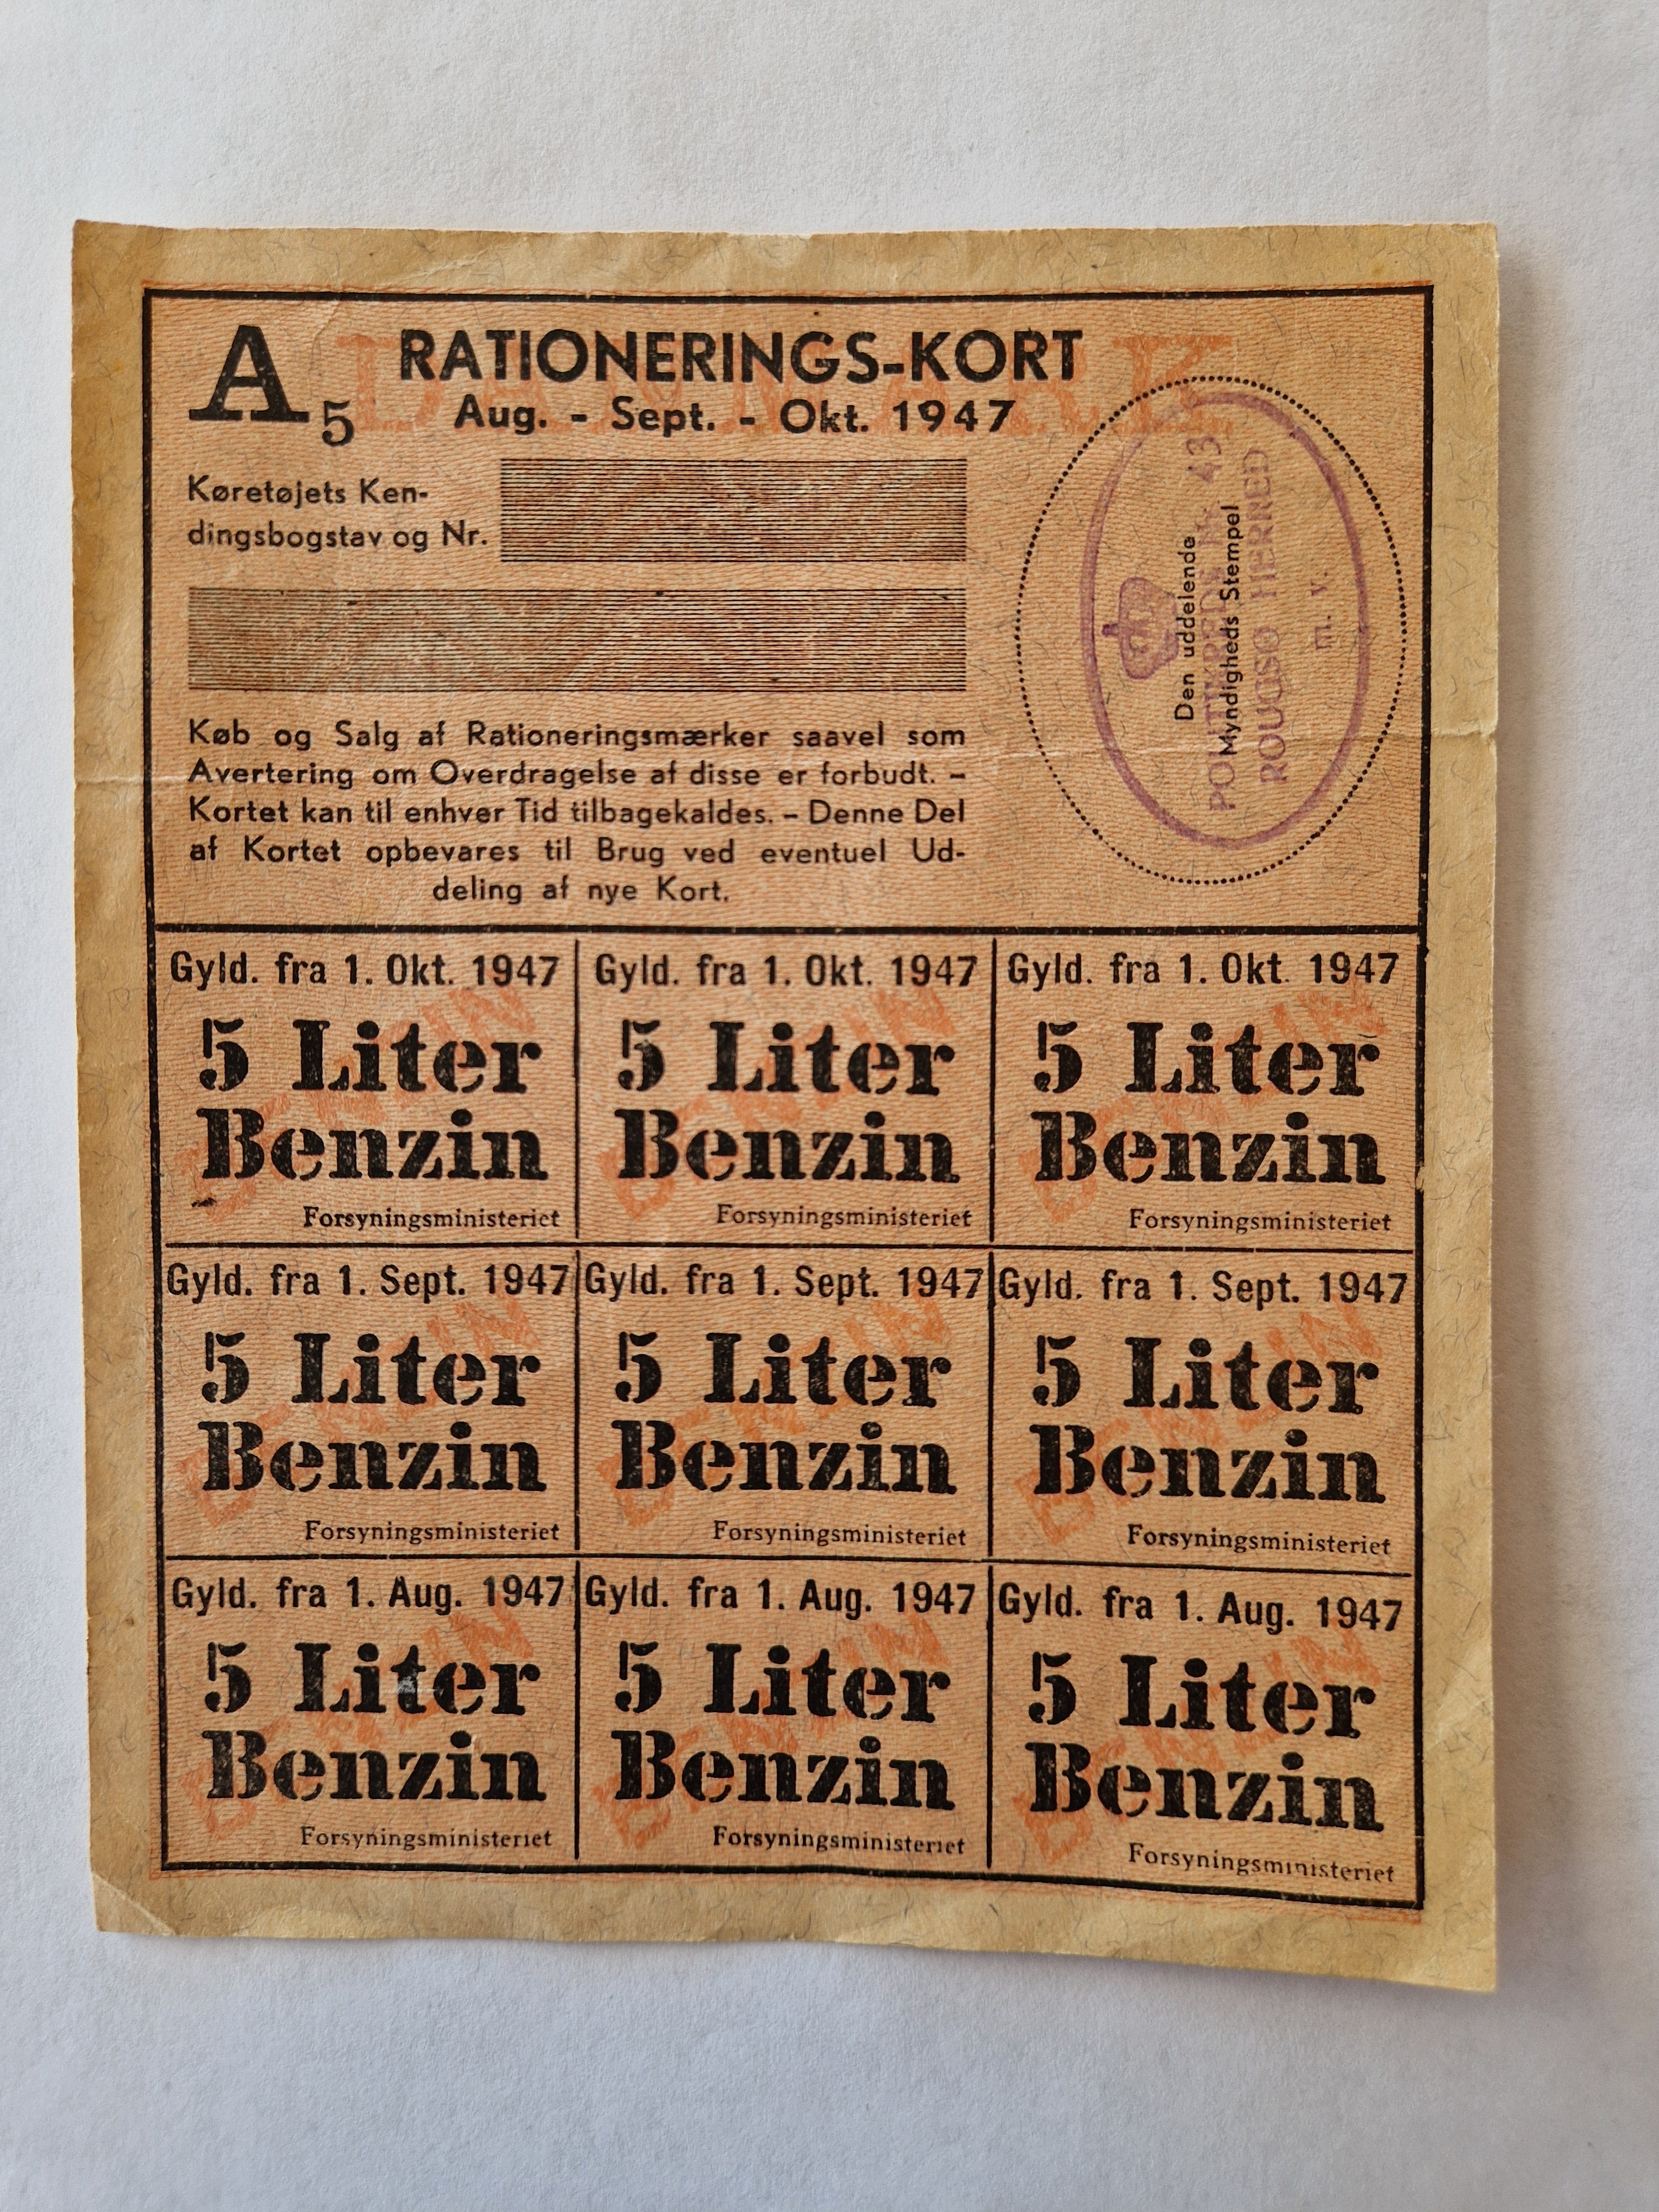 A 5
RATIONERINGS-KORT
Aug. - Sept. - Okt. 1947
Køretøjets Ken-
dingsbogstav og Nr.
Den uddelende
Myndigheds Stempel
POLITIKREDS Nr. 43
ROUGSØ HERRED
m. v.
Køb og Salg af Rationeringsmærker saavel som
Avertering om Overdragelse af disse er forbudt. –
Kortet kan til enhver Tid tilbagekaldes. – Denne Del
af Kortet opbevares til Brug ved eventuel Ud-
deling af nye Kort.
Gyld. fra 1. Okt. 1947
5 Liter
Benzin
Forsyningsministeriet
Gyld. fra 1. Okt. 1947
5 Liter
Benzin
Forsyningsministeriet
Gyld. fra 1. Okt. 1947
5 Liter
Benzin
Forsyningsministeriet
Gyld. fra 1. Sept. 1947
5 Liter
Benzin
Forsyningsministeriet
Gyld. fra 1. Sept. 1947
5 Liter
Benzin
Forsyningsministeriet
Gyld. fra 1. Sept. 1947
5 Liter
Benzin
Forsyningsministeriet
Gyld. fra 1. Aug. 1947
5 Liter
Benzin
Forsyningsministeriet
Gyld. fra 1. Aug. 1947
5 Liter
Benzin
Forsyningsministeriet
Gyld. fra 1. Aug. 1947
5 Liter
Benzin
Forsyningsministeriet